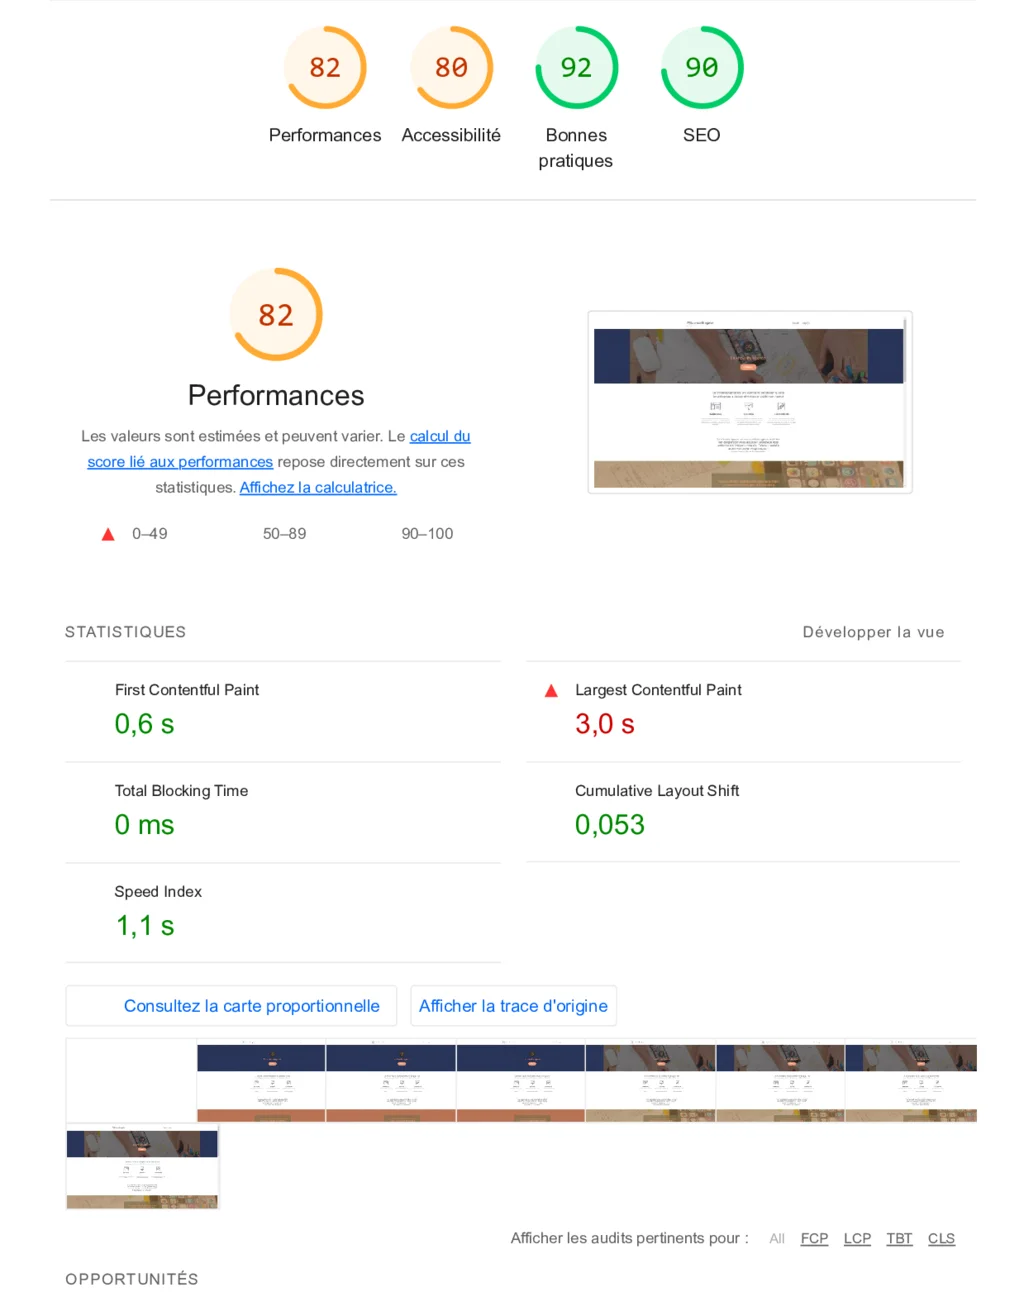 82
80
92
90
Performances
Accessibilité
Bonnes
pratiques
SEO
82
Performances
Les valeurs sont estimées et peuvent varier. Le calcul du
score lié aux performances repose directement sur ces
statistiques. Affichez la calculatrice.
0–49
50–89
90–100
STATISTIQUES
Développer la vue
First Contentful Paint
0,6 s
Largest Contentful Paint
3,0 s
Total Blocking Time
0 ms
Cumulative Layout Shift
0,053
Speed Index
1,1 s
Consultez la carte proportionnelle
Afficher la trace d'origine
Afficher les audits pertinents pour : All FCP LCP TBT CLS
OPPORTUNITÉS